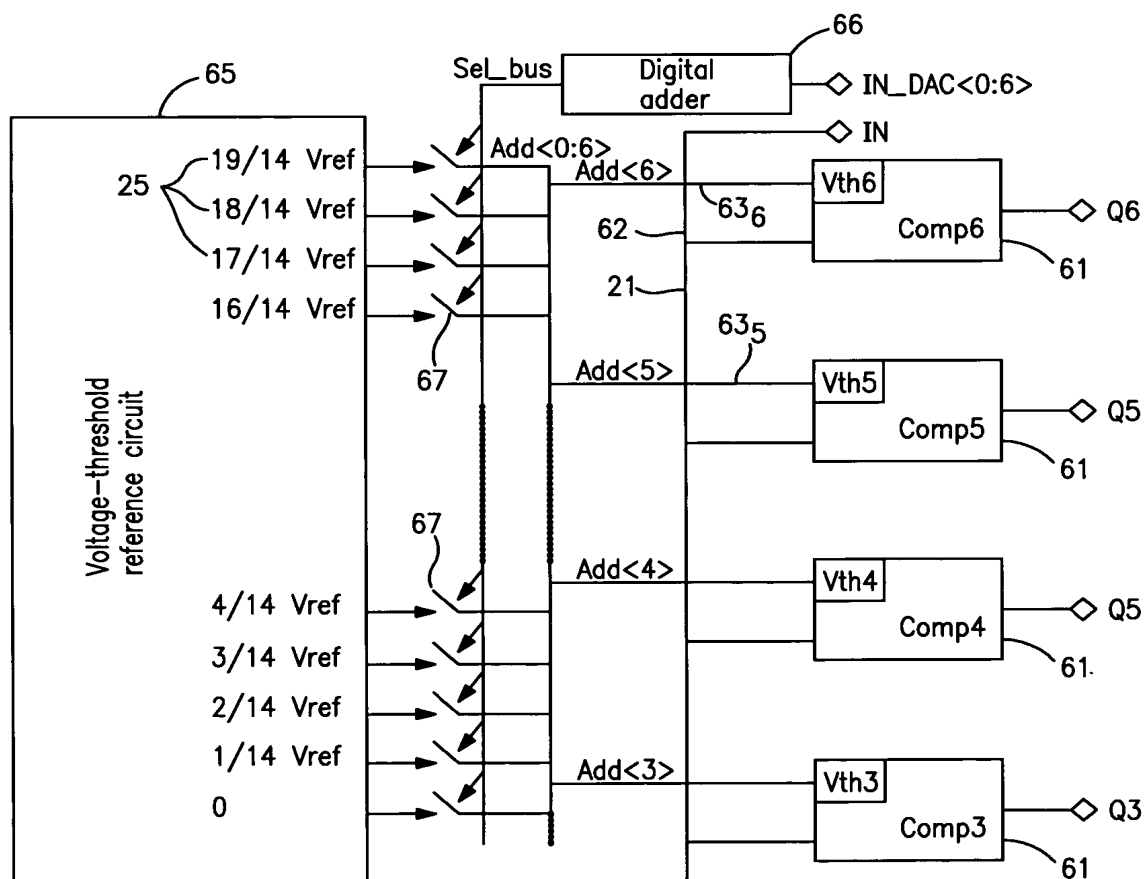 66
65
Sel_bus
Digital
adder
IN_DAC<0:6>
IN
Add<0:6>
19/14 Vref
25
18/14 Vref
17/14 Vref
16/14 Vref
67
Add<6>
63 6
62
21
Vth6
Comp6
Q6
61
Add<5>
63 5
Vth5
Comp5
Q5
61
Voltage-threshold
reference circuit
67
4/14 Vref
3/14 Vref
2/14 Vref
1/14 Vref
0
Add<4>
Vth4
Comp4
Q5
61
Add<3>
Vth3
Comp3
Q3
61